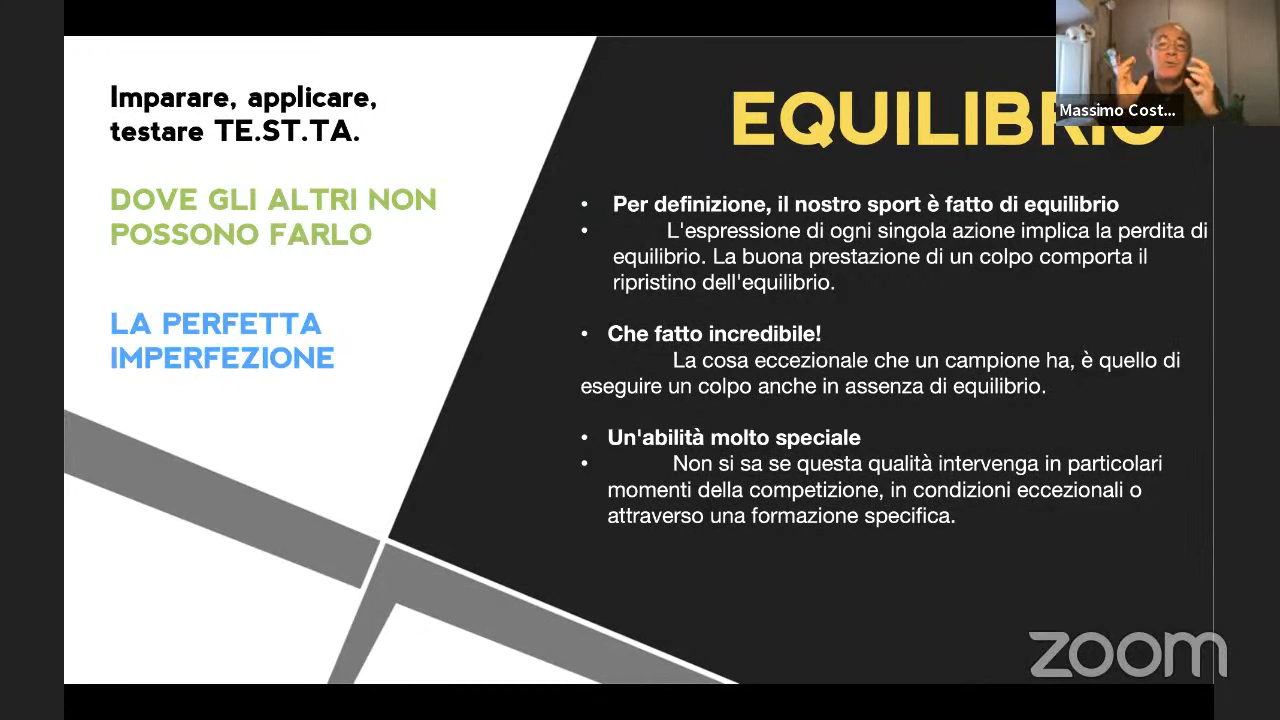 Imparare, applicare,
testare TE.ST.TA.
DOVE GLI ALTRI NON
POSSONO FARLO
LA PERFETTA
IMPERFEZIONE
EQUILIBRIO
Massimo Cost...
• Per definizione, il nostro sport è fatto di equilibrio
• L'espressione di ogni singola azione implica la perdita di
equilibrio. La buona prestazione di un colpo comporta il
ripristino dell'equilibrio.
• Che fatto incredibile!
La cosa eccezionale che un campione ha, è quello di
eseguire un colpo anche in assenza di equilibrio.
• Un'abilità molto speciale
• Non si sa se questa qualità intervenga in particolari
momenti della competizione, in condizioni eccezionali o
attraverso una formazione specifica.
zoom